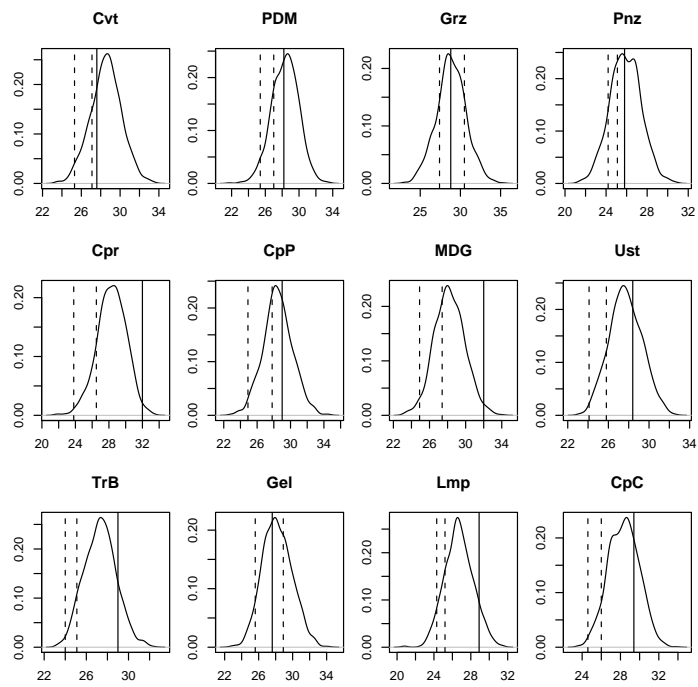 Cvt PDM Grz Pnz
0.00 0.10 0.20 0.00 0.10 0.20 0.00 0.10 0.20 0.00 0.10 0.20
22 26 30 34 20 24 28 32 25 30 35 20 24 28 32
Cpr CpP MDG Ust
0.00 0.10 0.20 0.00 0.10 0.20 0.00 0.10 0.20 0.00 0.10 0.20
20 24 28 32 22 26 30 34 22 26 30 34 22 26 30 34
TrB Gel Lmp CpC
0.00 0.10 0.20 0.00 0.10 0.20 0.00 0.10 0.20 0.00 0.10 0.20
22 26 30 22 26 30 34 20 24 28 32 24 28 32